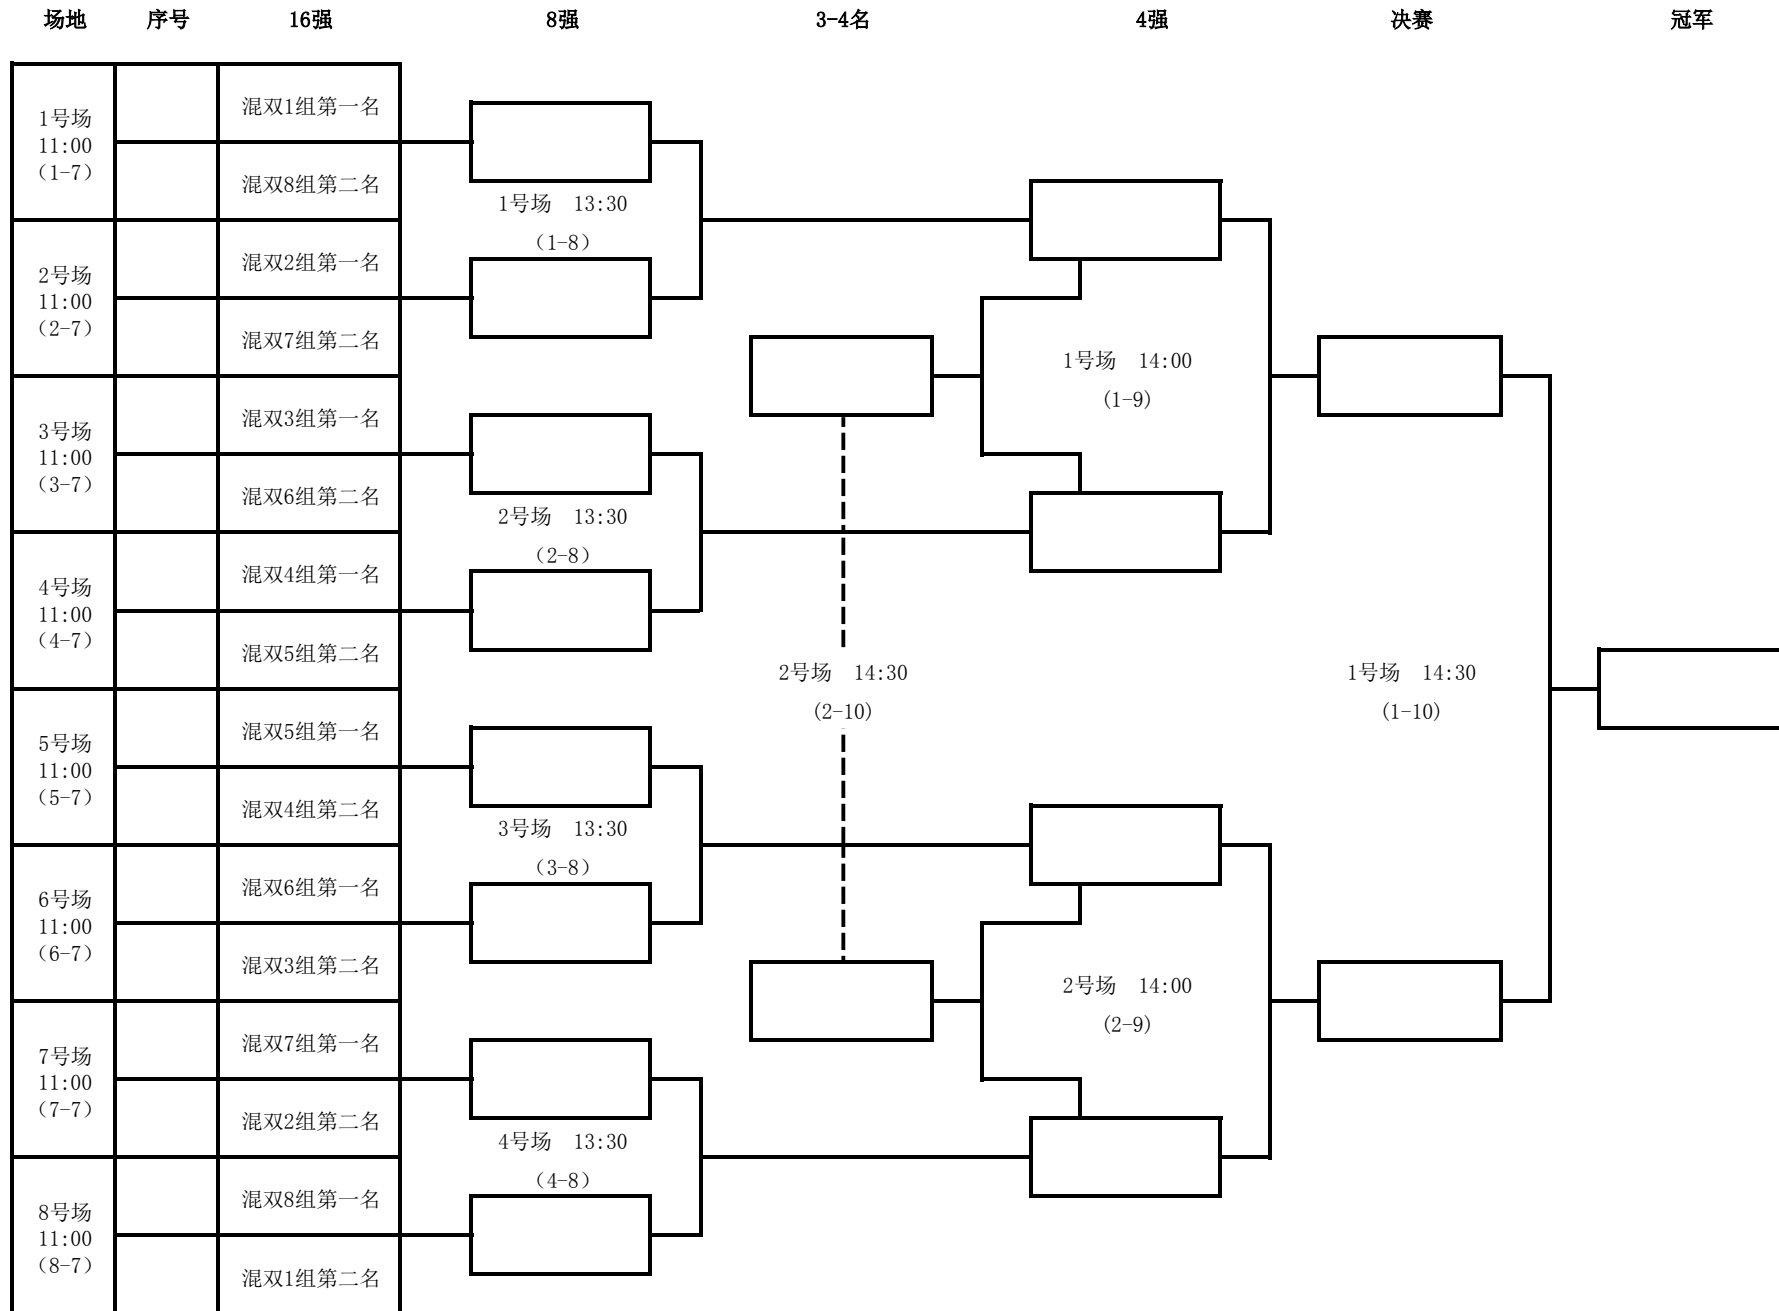 场地 序号 16强 8强 3-4名 4强 决赛 冠军
1号场
11:00
（1-7）
混双1组第一名
混双8组第二名
2号场
11:00
（2-7）
混双2组第一名
混双7组第二名
3号场
11:00
（3-7）
混双3组第一名
混双6组第二名
4号场
11:00
（4-7）
混双4组第一名
混双5组第二名
5号场
11:00
（5-7）
混双5组第一名
混双4组第二名
6号场
11:00
（6-7）
混双6组第一名
混双3组第二名
7号场
11:00
（7-7）
混双7组第一名
混双2组第二名
8号场
11:00
（8-7）
混双8组第一名
混双1组第二名
1号场 13:30
（1-8）
2号场 13:30
（2-8）
3号场 13:30
（3-8）
4号场 13:30
（4-8）
2号场 14:30
(2-10)
1号场 14:00
(1-9)
2号场 14:00
(2-9)
1号场 14:30
(1-10)